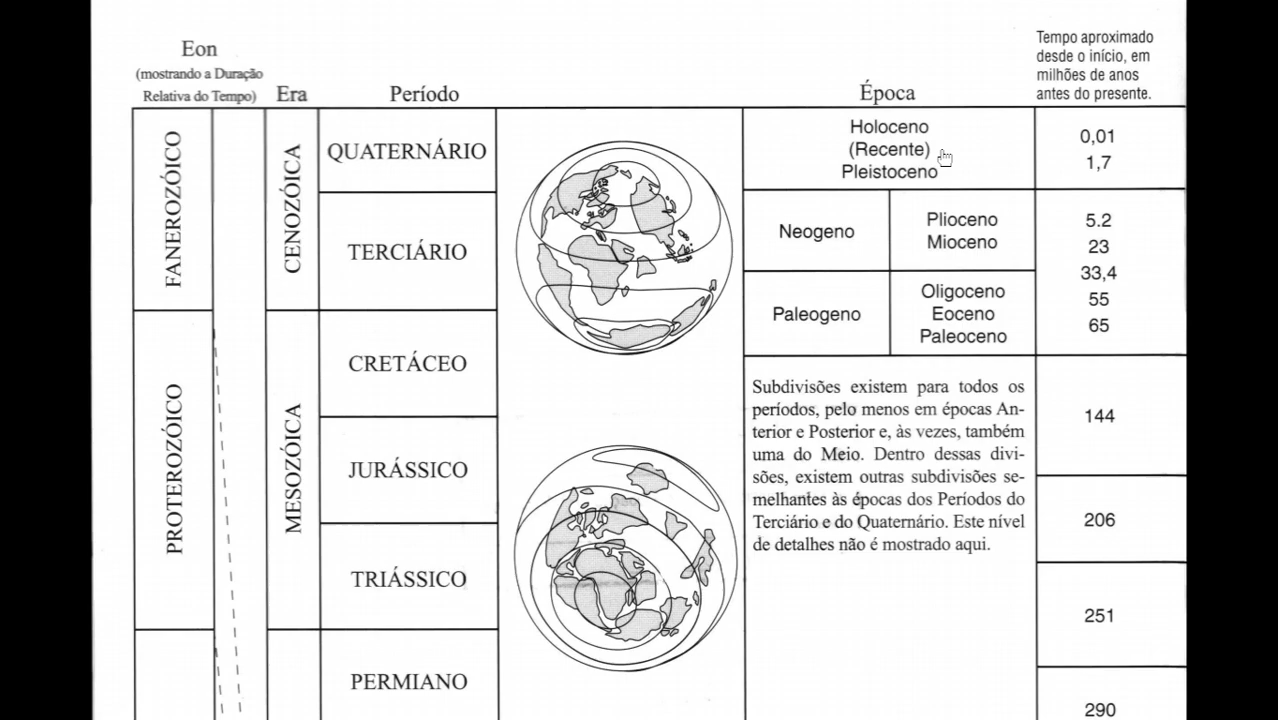 Eon
(mostrando a Duração
Relativa do Tempo)
Era
Período
Época
Tempo aproximado
desde o início, em
milhões de anos
antes do presente.
FANEROZÓICO
CENOZÓICA
QUATERNÁRIO
Holoceno
(Recente)
Pleistoceno
0,01
1,7
TERCIÁRIO
Neogeno
Plioceno
Mioceno
5.2
23
33,4
Paleogeno
Oligoceno
Eoceno
Paleoceno
55
65
PROTEROZÓICO
MESOZÓICA
CRETÁCEO
Subdivisões existem para todos os
períodos, pelo menos em épocas An-
terior e Posterior e, às vezes, também
uma do Meio. Dentro dessas divi-
sões, existem outras subdivisões se-
melhantes às épocas dos Períodos do
Terciário e do Quaternário. Este nível
de detalhes não é mostrado aqui.
144
JURÁSSICO
206
TRIÁSSICO
251
PERMIANO
290